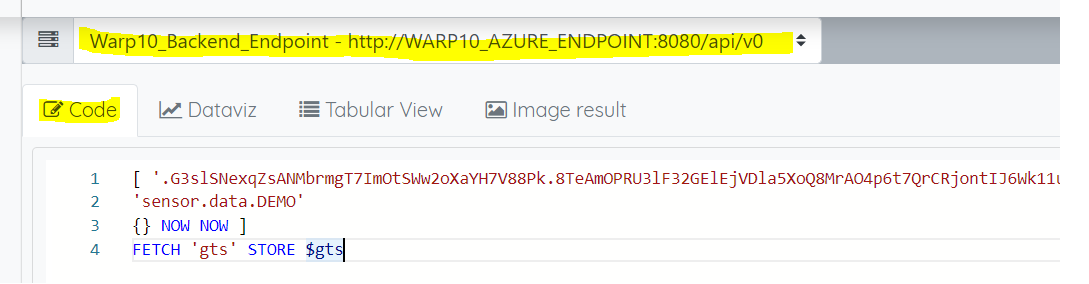 Warp10_Backend_Endpoint - http://WARP10_AZURE_ENDPOINT:8080/api/v0
Code Dataviz Tabular View Image result
1 [ '.G3slSNexqZsANMbrmgT7ImOtSWw2oXaYH7V88Pk.8TeAmOPRU3lF32GElEjVDla5XoQ8MrAO4p6t7QrCRjontIJ6Wk11u
2 'sensor.data.DEMO'
3 {} NOW NOW ]
4 FETCH 'gts' STORE $gts